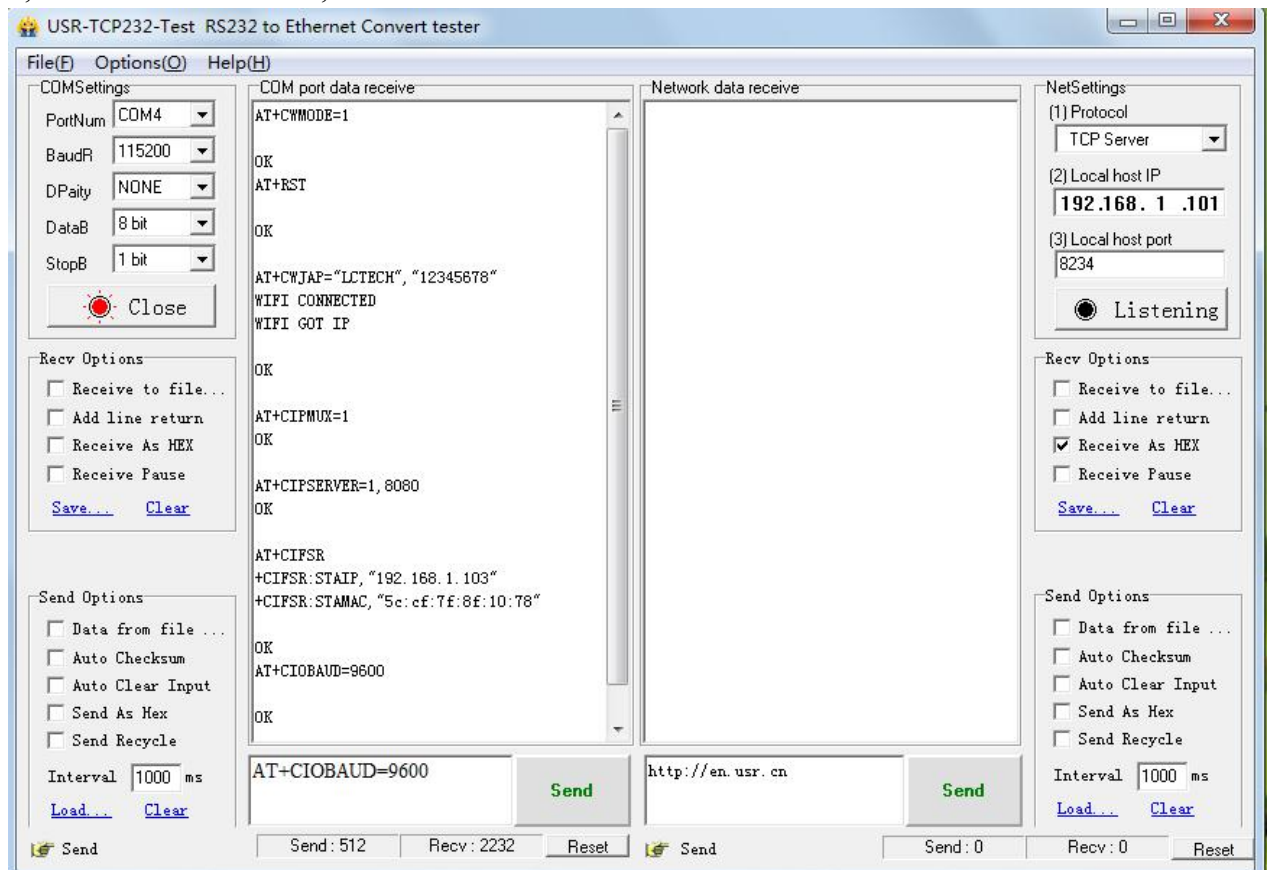 USR-TCP232-Test RS232 to Ethernet Convert tester
File(F) Options(O) Help(H)
COMSettings
PortNum COM4
BaudR 115200
DPaity NONE
DataB 8 bit
StopB 1 bit
Close
Recv Options
Receive to file...
Add line return
Receive As HEX
Receive Pause
Save... Clear
Send Options
Data from file ...
Auto Checksum
Auto Clear Input
Send As Hex
Send Recycle
Interval 1000 ms
Load... Clear
COM port data receive
AT+CWMODE=1
OK
AT+RST
OK
AT+CWJAP="LCTECH","12345678"
WIFI CONNECTED
WIFI GOT IP
OK
AT+CIPMUX=1
OK
AT+CIPSERVER=1,8080
OK
AT+CIFSR
+CIFSR:STAIP,"192.168.1.103"
+CIFSR:STAMAC,"5c:cf:7f:8f:10:78"
OK
AT+CIOBAUD=9600
OK
AT+CIOBAUD=9600
Send
Network data receive
http://en.usr.cn
Send
NetSettings
(1) Protocol
TCP Server
(2) Local host IP
192.168. 1 .101
(3) Local host port
8234
Listening
Recv Options
Receive to file...
Add line return
Receive As HEX
Receive Pause
Save... Clear
Send Options
Data from file ...
Auto Checksum
Auto Clear Input
Send As Hex
Send Recycle
Interval 1000 ms
Load... Clear
Send Send : 512 Recv : 2232 Reset
Send Send : 0 Recv : 0 Reset